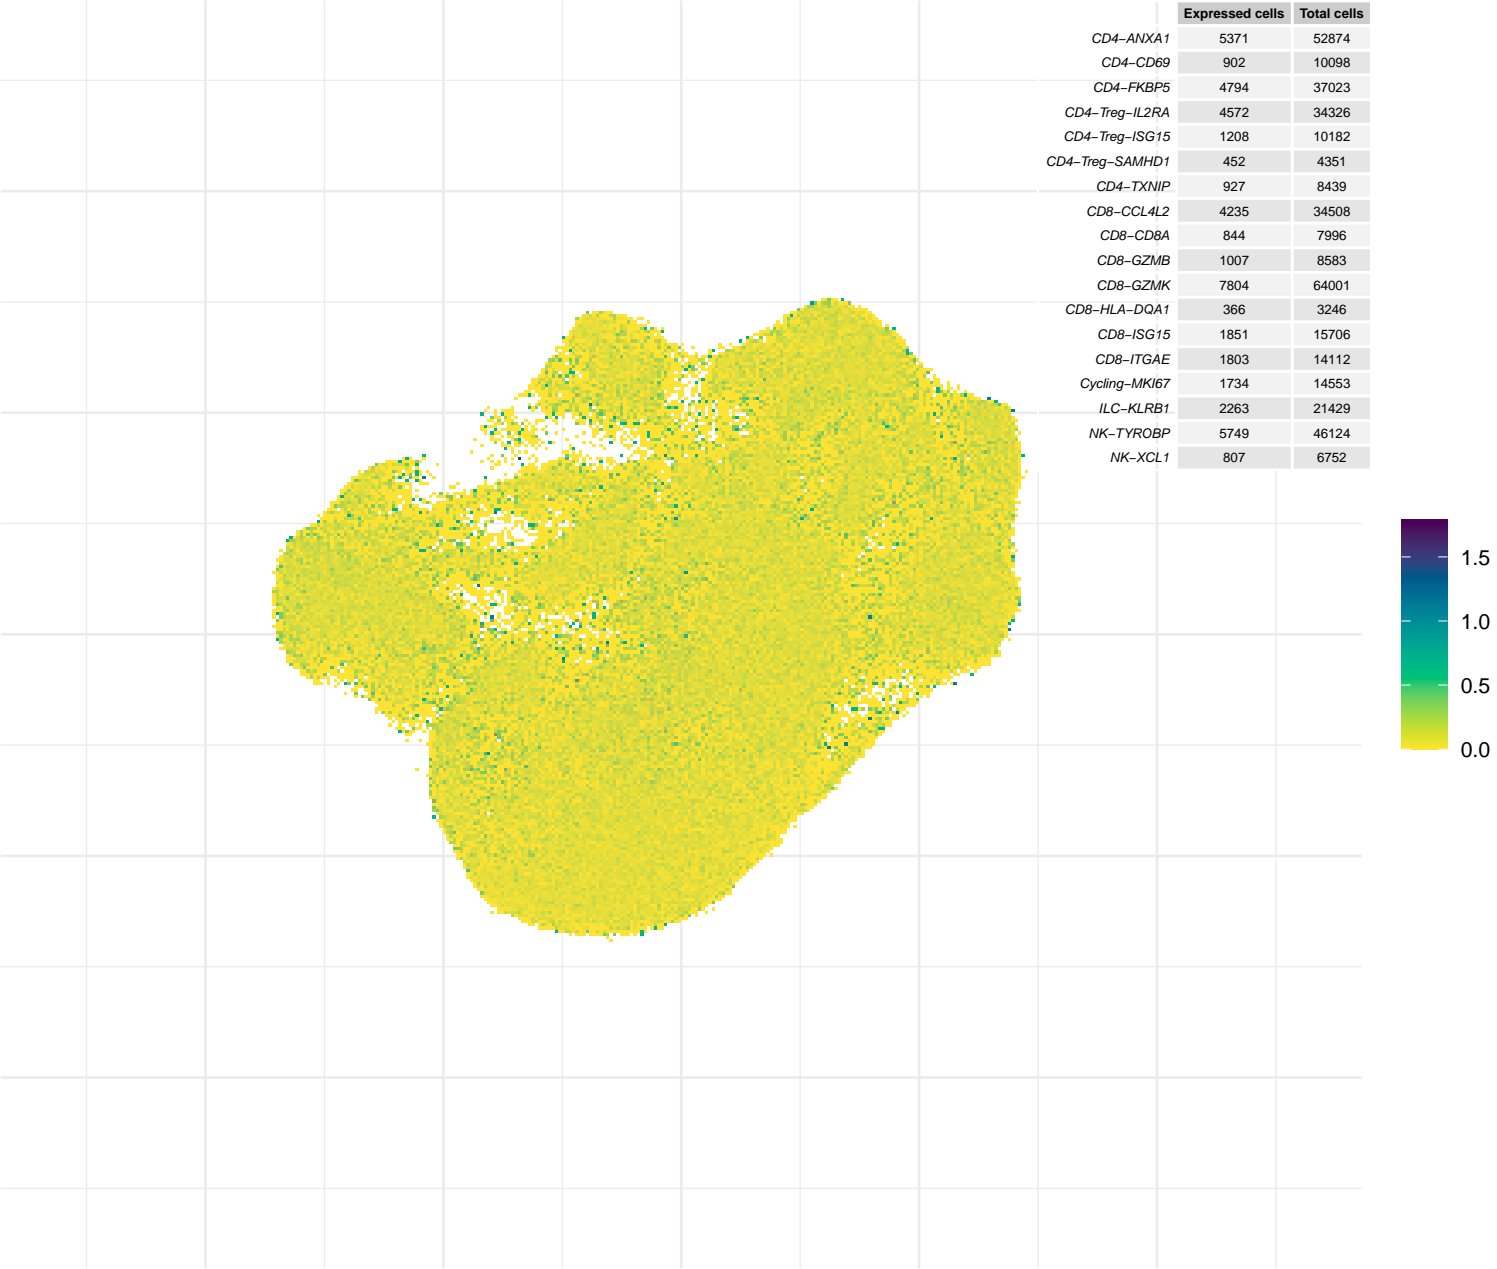 Expressed cells Total cells
CD4−ANXA1 5371 52874
CD4−CD69 902 10098
CD4−FKBP5 4794 37023
CD4−Treg−IL2RA 4572 34326
CD4−Treg−ISG15 1208 10182
CD4−Treg−SAMHD1 452 4351
CD4−TXNIP 927 8439
CD8−CCL4L2 4235 34508
CD8−CD8A 844 7996
CD8−GZMB 1007 8583
CD8−GZMK 7804 64001
CD8−HLA−DQA1 366 3246
CD8−ISG15 1851 15706
CD8−ITGAE 1803 14112
Cycling−MKI67 1734 14553
ILC−KLRB1 2263 21429
NK−TYROBP 5749 46124
NK−XCL1 807 6752
1.5
1.0
0.5
0.0